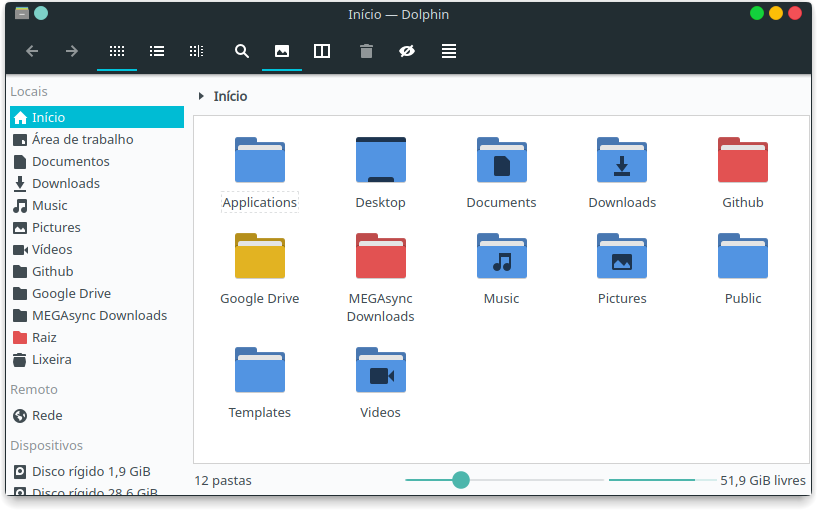 Início — Dolphin
Locais
Início
Área de trabalho
Documentos
Downloads
Music
Pictures
Vídeos
Github
Google Drive
MEGAsync Downloads
Raiz
Lixeira
Remoto
Rede
Dispositivos
Disco rígido 1,9 GiB
Disco rígido 28,6 GiB
Início
Applications
Desktop
Documents
Downloads
Github
Google Drive
MEGAsync
Downloads
Music
Pictures
Public
Templates
Videos
12 pastas
51,9 GiB livres